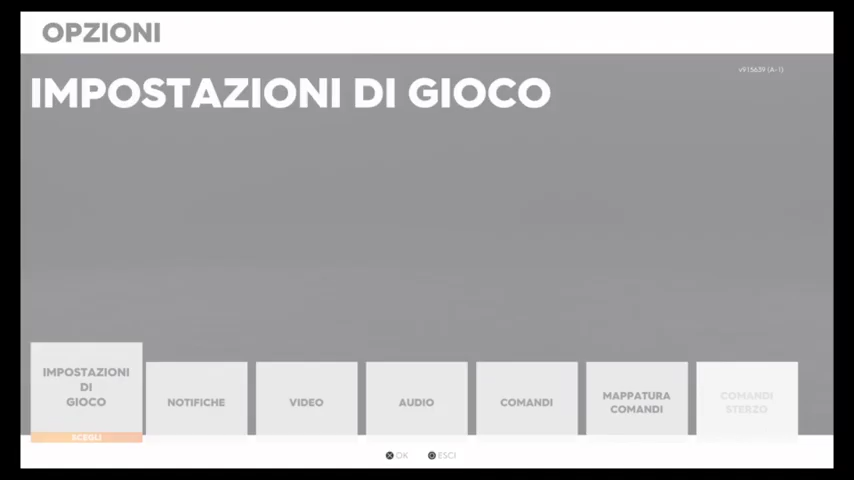 OPZIONI
v915639 (A-1)
IMPOSTAZIONI DI GIOCO
IMPOSTAZIONI
DI
GIOCO
SCEGLI
NOTIFICHE
VIDEO
AUDIO
COMANDI
MAPPATURA
COMANDI
COMANDI
STERZO
OK
ESCI